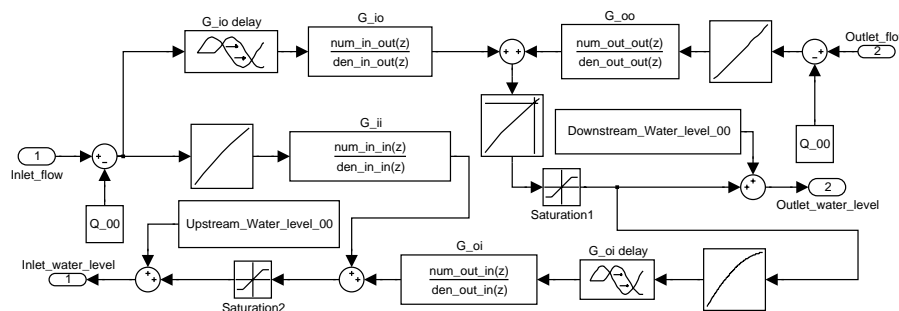 G_io delay
G_io
num_in_out(z)
den_in_out(z)
G_oo
num_out_out(z)
den_out_out(z)
Outlet_flo
2
Q_00
Downstream_Water_level_00
G_ii
num_in_in(z)
den_in_in(z)
1
Inlet_flow
Q_00
Upstream_Water_level_00
Saturation1
2
Outlet_water_level
Inlet_water_level
1
Saturation2
G_oi
num_out_in(z)
den_out_in(z)
G_oi delay